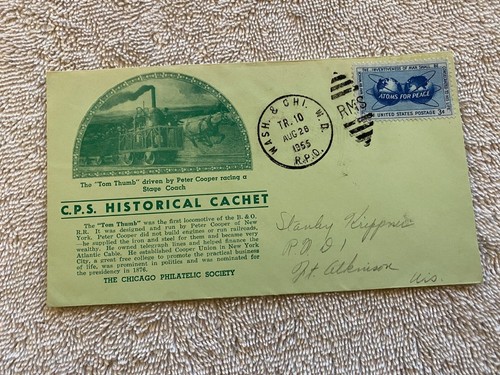 The "Tom Thumb" driven by Peter Cooper racing a
Stage Coach
C.P.S. HISTORICAL CACHET
The "Tom Thumb" was the first locomotive of the B. & O.
R.R. It was designed and run by Peter Cooper of New
York. Peter Cooper did not build engines or run railroads,
—he supplied the iron and steel for them and became very
wealthy. He owned telegraph lines and helped finance the
Atlantic Cable. He established Cooper Union in New York
City, a great free college to promote the practical business
of life, was prominent in politics and was nominated for
the presidency in 1876.
THE CHICAGO PHILATELIC SOCIETY
WASH. & CHI. W.D.
TR. 10
AUG 28
1955
R.P.O.
RMS
ATOMS FOR PEACE
UNITED STATES POSTAGE 3¢
Stanley Krippner
R D 1
Ft Atkinson
Wis.